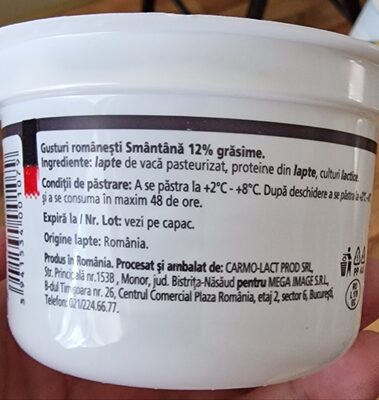 Gusturi românești Smântână 12% grăsime.
Ingrediente: lapte de vacă pasteurizat, proteine din lapte, culturi lactice.
Condiții de păstrare: A se păstra la +2°C - +8°C. După deschidere a se păstra la +2°C -
și a se consuma în maxim 48 de ore.
Expiră la / Nr. Lot: vezi pe capac.
Origine lapte: România.
Produs în România. Procesat și ambalat de: CARMO-LACT PROD SRL,
Str. Principală nr.153B, Monor, jud. Bistrița-Năsăud pentru MEGA IMAGE S.R.L.,
B-dul Timișoara nr. 26, Centrul Comercial Plaza România, etaj 2, sector 6, București,
Telefon: 021/224.66.77.
PP